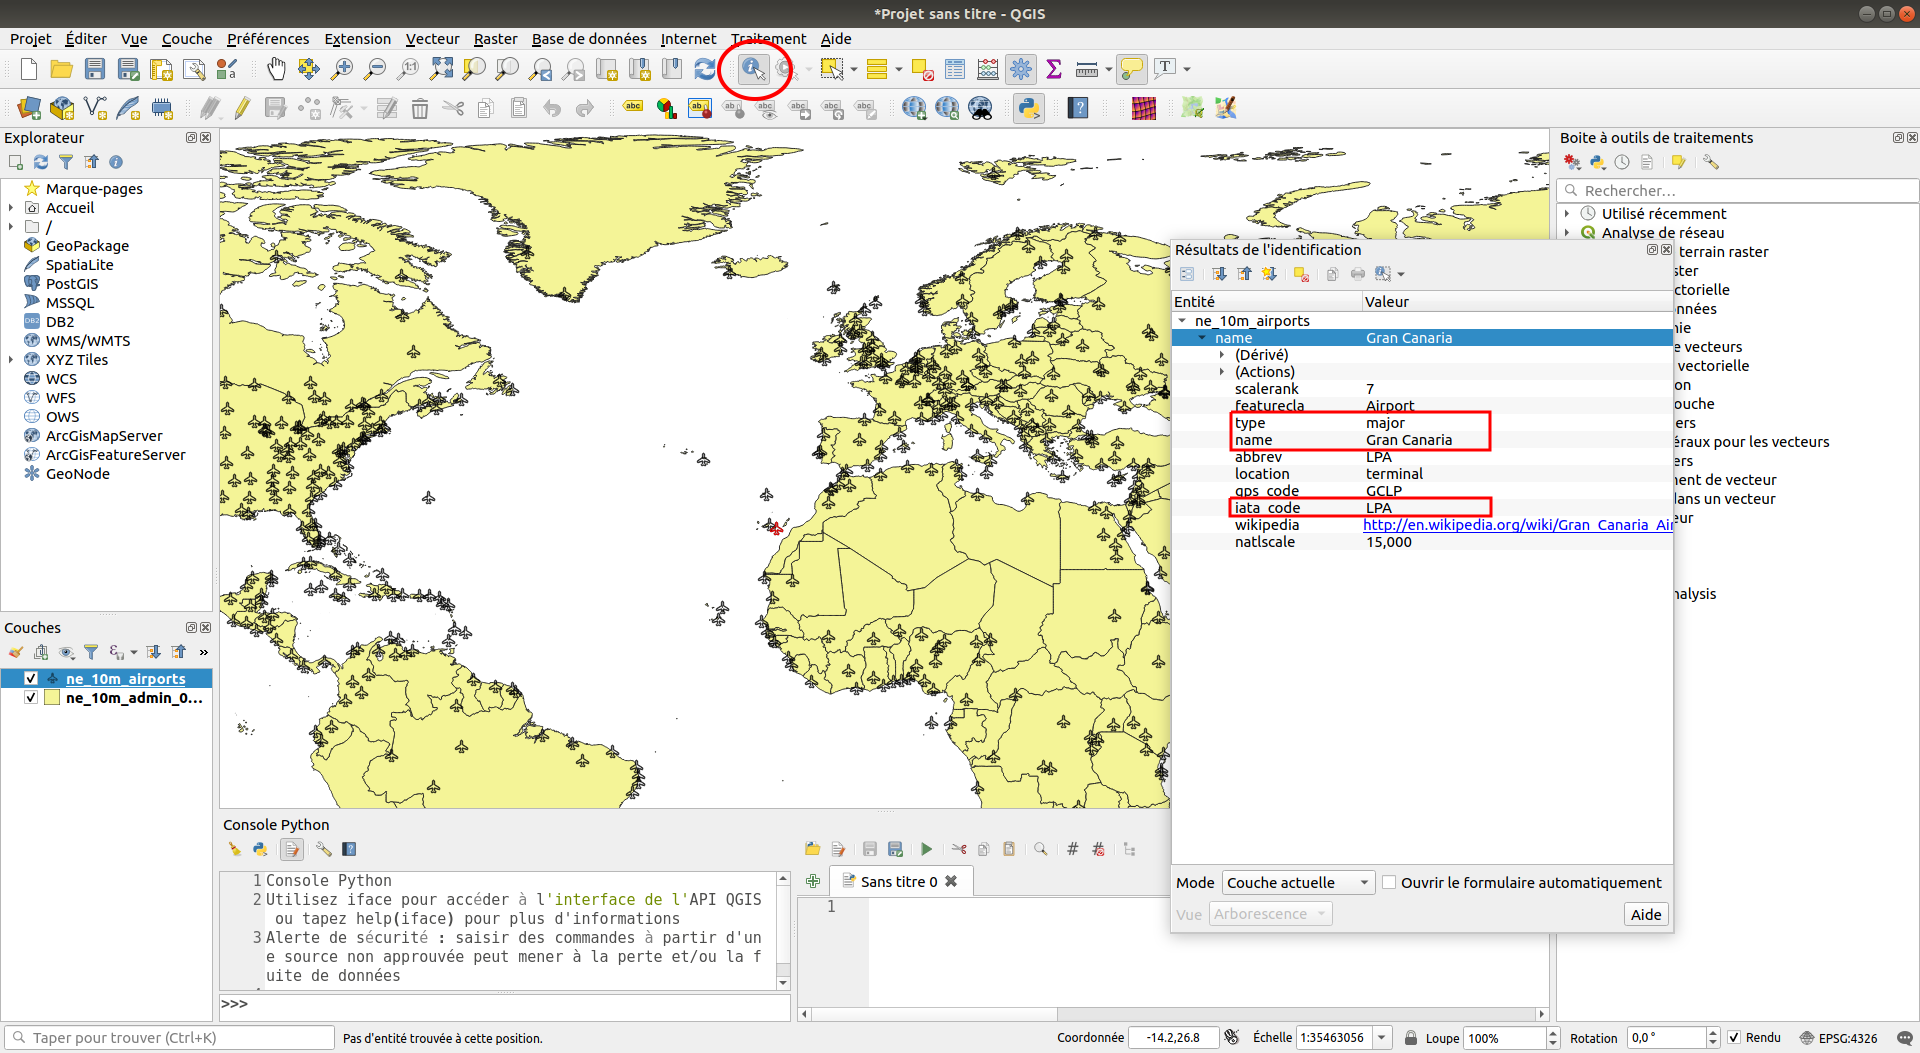 *Projet sans titre - QGIS
Projet Éditer Vue Couche Préférences Extension Vecteur Raster Base de données Internet Traitement Aide
Explorateur
Marque-pages
Accueil
/
GeoPackage
SpatiaLite
PostGIS
MSSQL
DB2
WMS/WMTS
XYZ Tiles
WCS
WFS
OWS
ArcGisMapServer
ArcGisFeatureServer
GeoNode
Couches
ne_10m_airports
ne_10m_admin_0...
Boite à outils de traitements
Rechercher...
Utilisé récemment
Analyse de réseau
terrain raster
ster
ectorielle
onnées
nie
e vecteurs
vectorielle
ion
ouche
ers
éraux pour les vecteurs
ers
ment de vecteur
dans un vecteur
eur
nalysis
Résultats de l'identification
Entité Valeur
ne_10m_airports
name Gran Canaria
(Dérivé)
(Actions)
scalerank 7
featurecla Airport
type major
name Gran Canaria
abbrev LPA
location terminal
gps_code GCLP
iata_code LPA
wikipedia http://en.wikipedia.org/wiki/Gran_Canaria_Air
natlscale 15,000
Mode Couche actuelle Ouvrir le formulaire automatiquement
Vue Arborescence Aide
Console Python
1 Console Python
2 Utilisez iface pour accéder à l'interface de l'API QGIS
ou tapez help(iface) pour plus d'informations
3 Alerte de sécurité : saisir des commandes à partir d'un
e source non approuvée peut mener à la perte et/ou la f
uite de données
>>>
Sans titre 0
1
Taper pour trouver (Ctrl+K) Pas d'entité trouvée à cette position. Coordonnée -14.2,26.8 Échelle 1:35463056 Loupe 100% Rotation 0,0 ° Rendu EPSG:4326